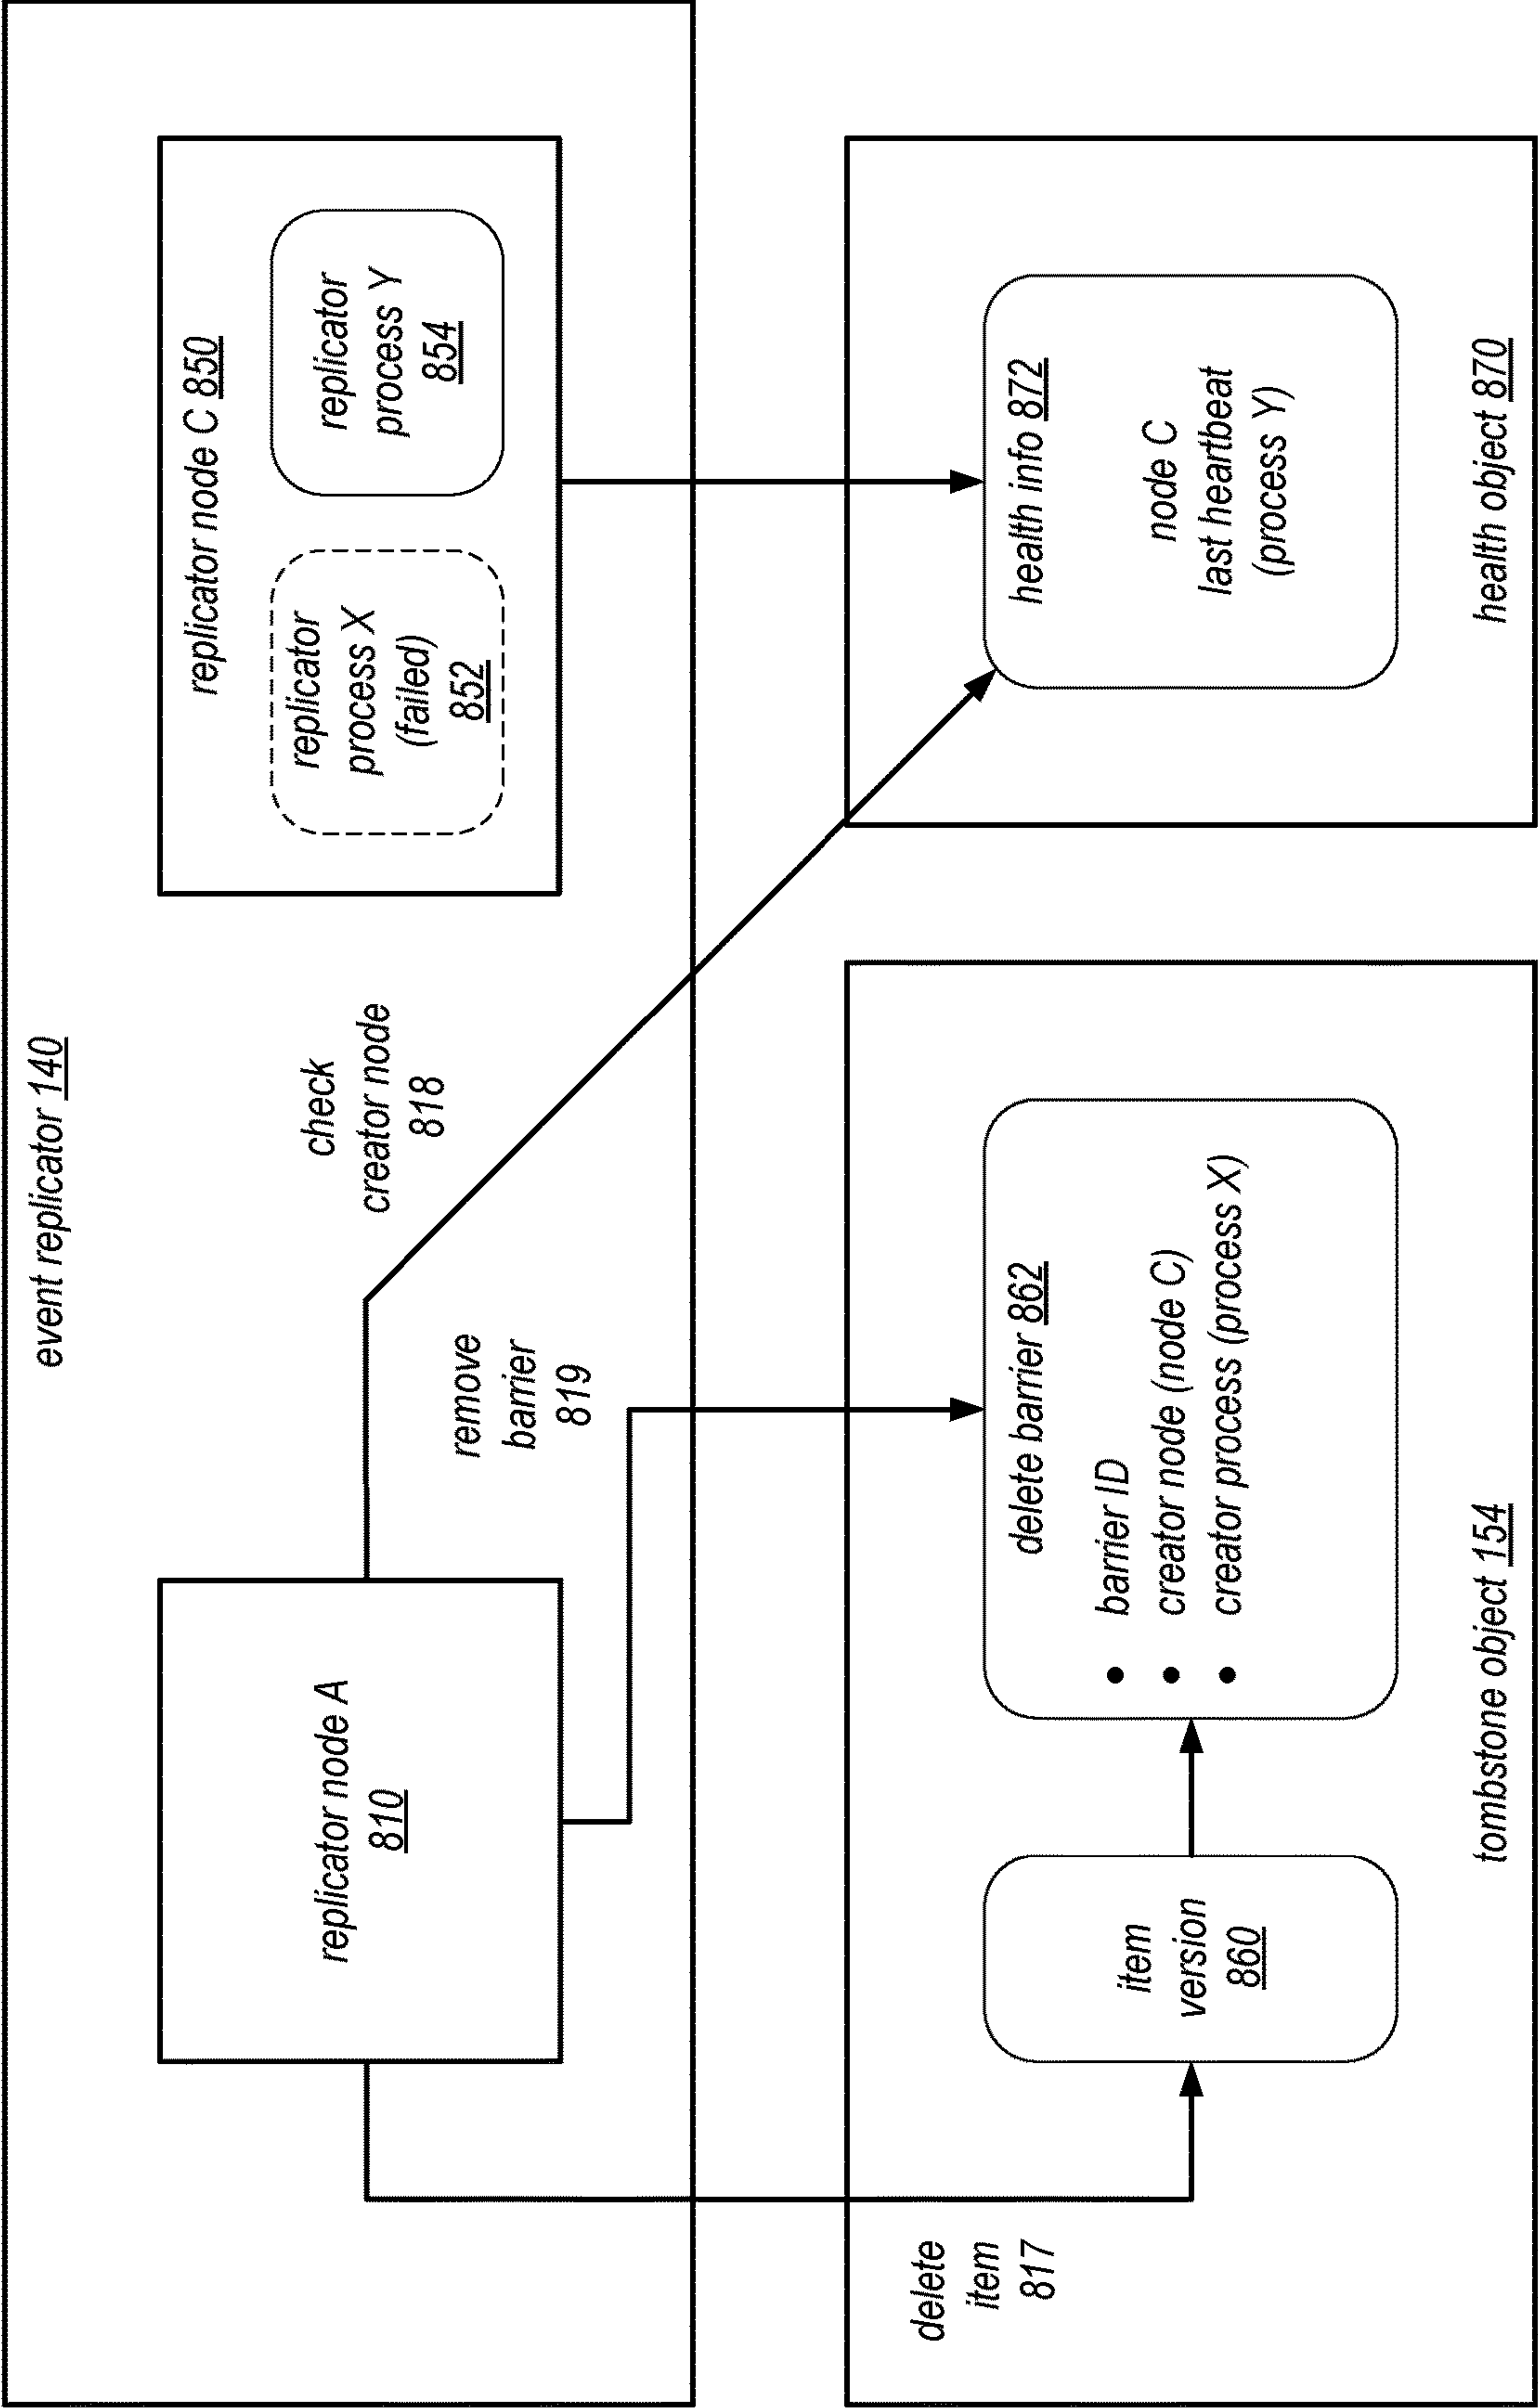 event replicator 140
replicator node A
810
check
creator node
818
remove
barrier
819
replicator node C 850
replicator
process X
(failed)
852
replicator
process Y
854
delete
item
817
item
version
860
delete barrier 862
• barrier ID
• creator node (node C)
• creator process (process X)
tombstone object 154
health info 872
node C
last heartbeat
(process Y)
health object 870